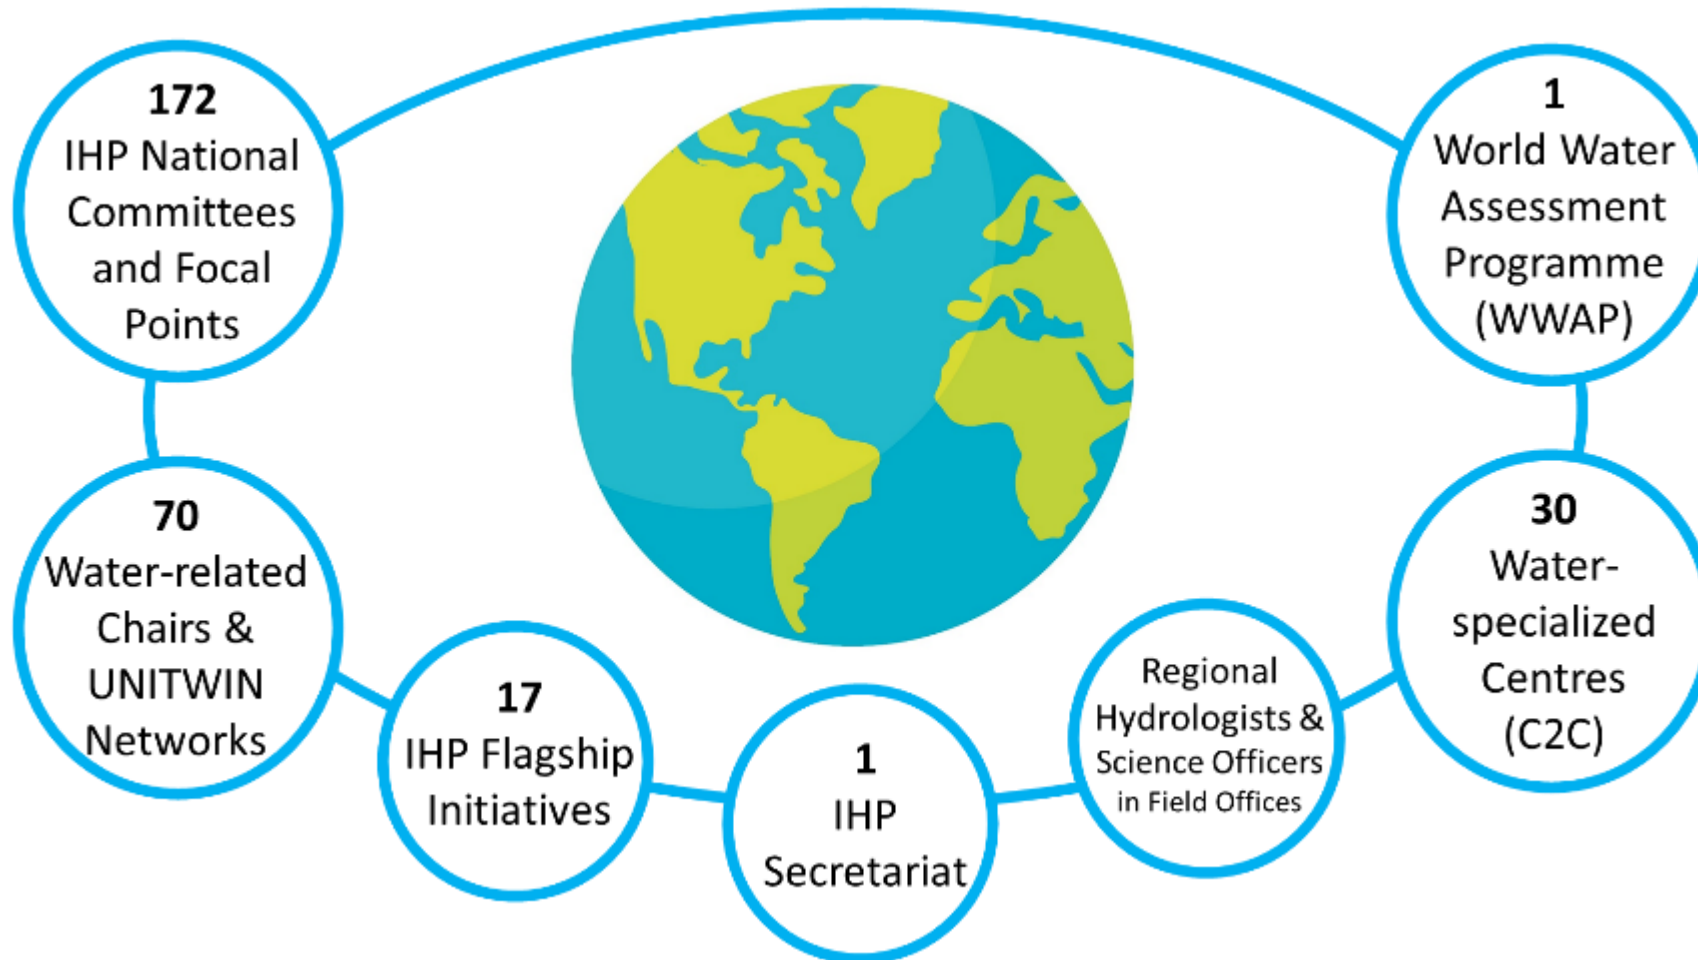 172
IHP National
Committees
and Focal
Points
1
World Water
Assessment
Programme
(WWAP)
70
Water-related
Chairs &
UNITWIN
Networks
17
IHP Flagship
Initiatives
1
IHP
Secretariat
Regional
Hydrologists &
Science Officers
in Field Offices
30
Water-
specialized
Centres
(C2C)